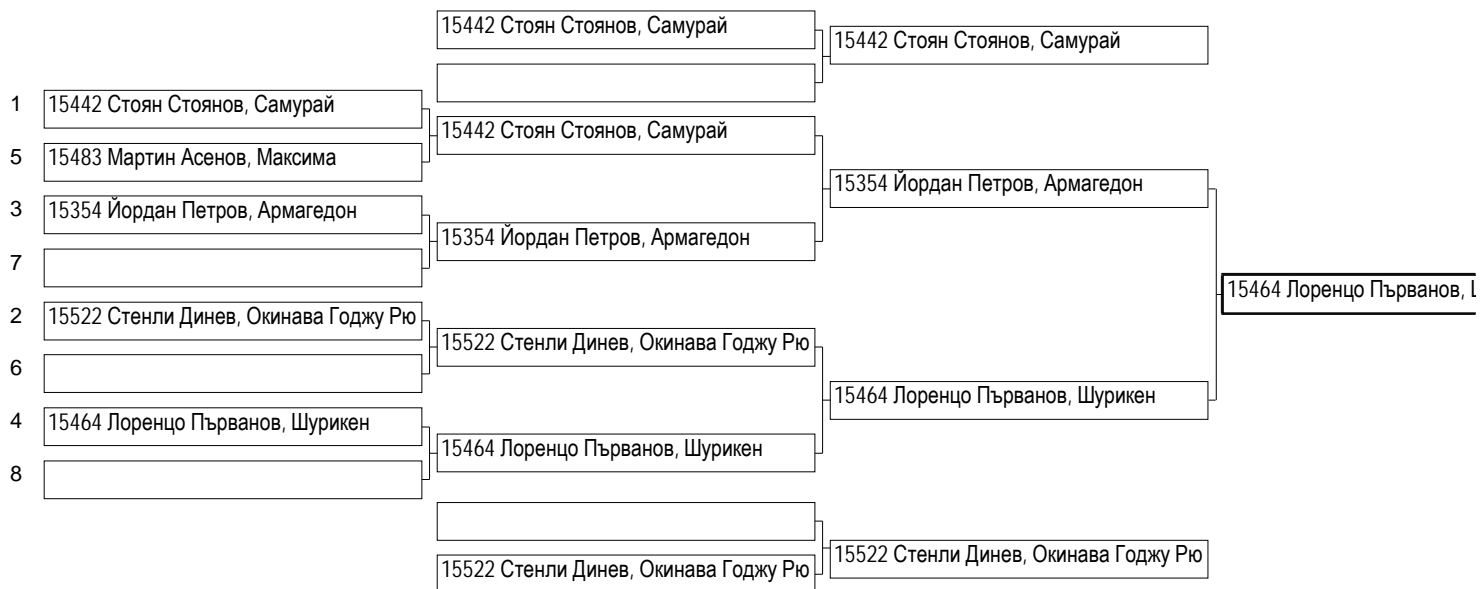 15442 Стоян Стоянов, Самурай
15442 Стоян Стоянов, Самурай
1 15442 Стоян Стоянов, Самурай
15442 Стоян Стоянов, Самурай
5 15483 Мартин Асенов, Максима
15354 Йордан Петров, Армагедон
3 15354 Йордан Петров, Армагедон
15354 Йордан Петров, Армагедон
7
15464 Лоренцо Първанов,
2 15522 Стенли Динев, Окинава Годжу Рю
15522 Стенли Динев, Окинава Годжу Рю
6
15464 Лоренцо Първанов, Шурикен
4 15464 Лоренцо Първанов, Шурикен
15464 Лоренцо Първанов, Шурикен
8
15522 Стенли Динев, Окинава Годжу Рю
15522 Стенли Динев, Окинава Годжу Рю